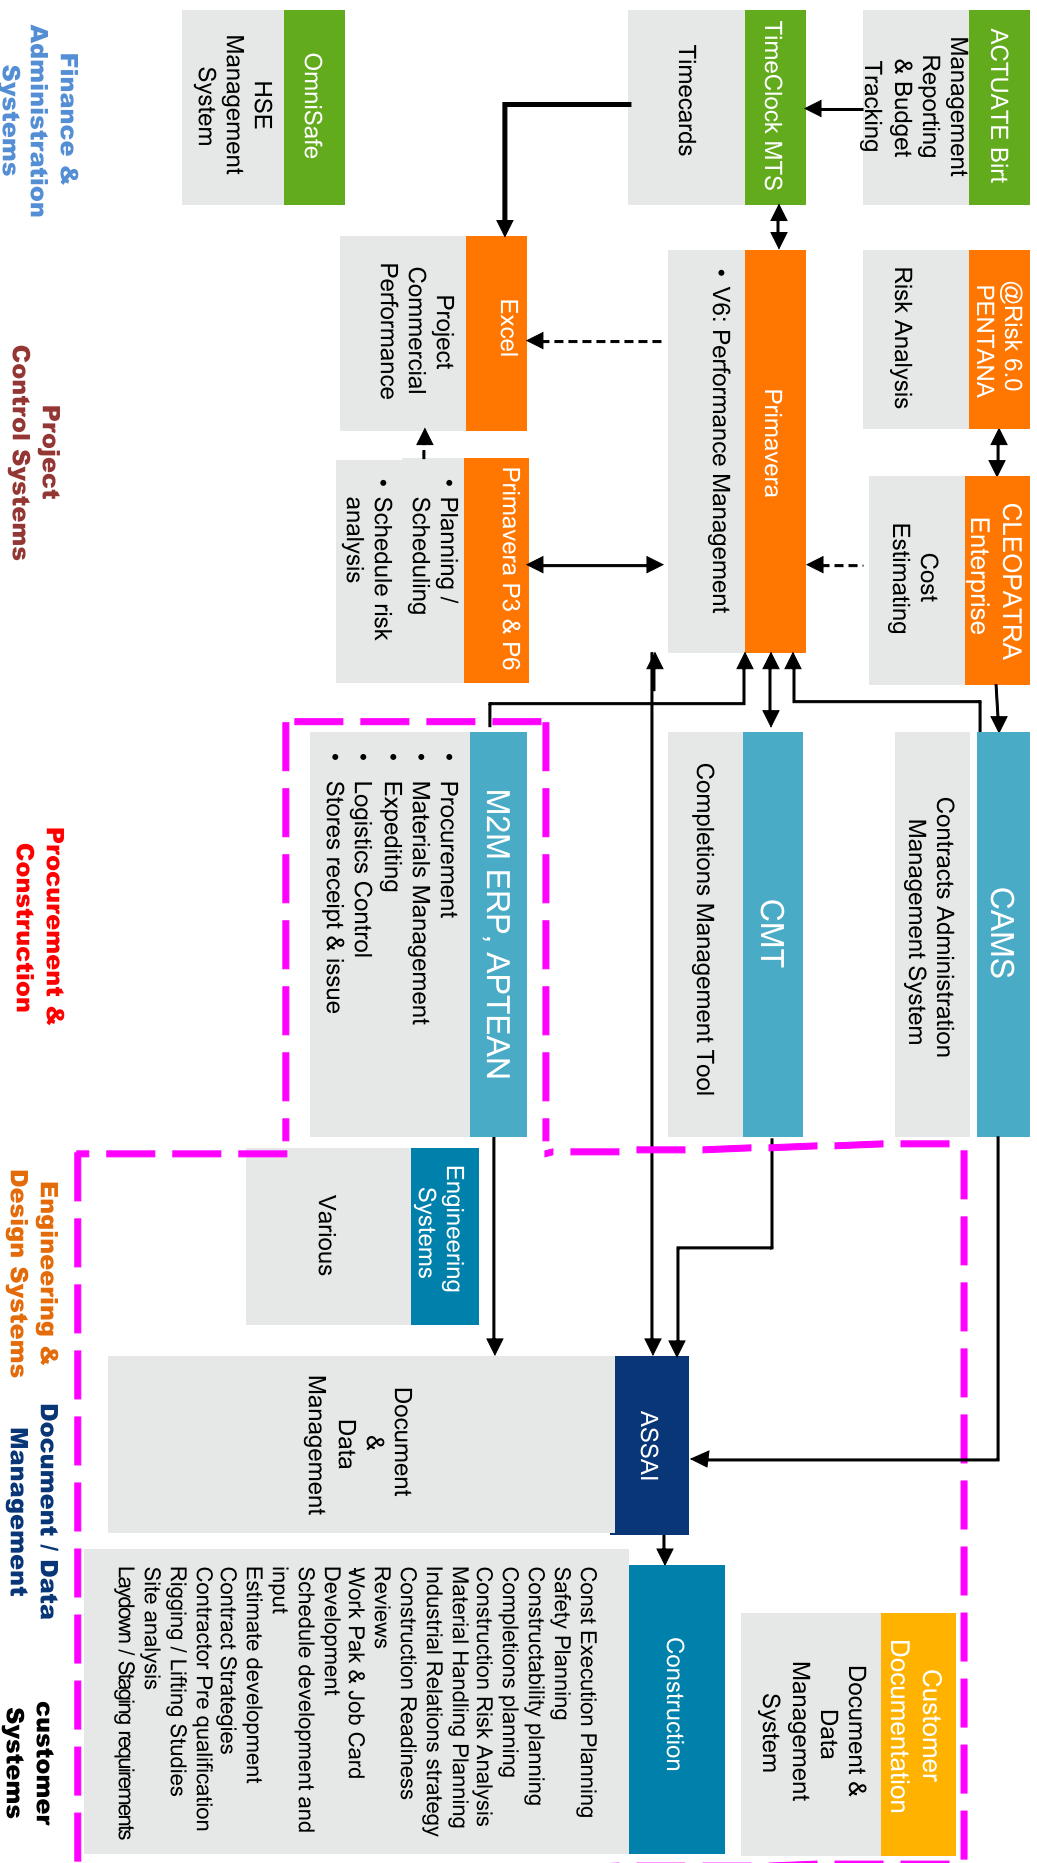 ACTUATE Birt
Management
Reporting
& Budget
Tracking
TimeClock MTS
Timecards
OmniSafe
HSE
Management
System
Finance &
Administration
Systems
@Risk 6.0
PENTANA
Risk Analysis
CLEOPATRA
Enterprise
Cost
Estimating
Primavera
• V6: Performance Management
Excel
Project
Commercial
Performance
Primavera P3 & P6
• Planning /
Scheduling
• Schedule risk
analysis
Project
Control Systems
CAMS
Contracts Administration
Management System
CMT
Completions Management Tool
M2M ERP, APTEAN
• Procurement
• Materials Management
• Expediting
• Logistics Control
• Stores receipt & issue
Procurement &
Construction
Engineering
Systems
Various
Engineering &
Design Systems
ASSAI
Document
&
Data
Management
Document / Data
Management
Customer
Documentation
Document &
Data
Management
System
Construction
Const Execution Planning
Safety Planning
Constructability planning
Completions planning
Construction Risk Analysis
Material Handling Planning
Industrial Relations strategy
Construction Readiness
Reviews
Work Pak & Job Card
Development
Schedule development and
input
Estimate development
Contract Strategies
Contractor Pre qualification
Rigging / Lifting Studies
Site analysis
Laydown / Staging requirements
customer
Systems